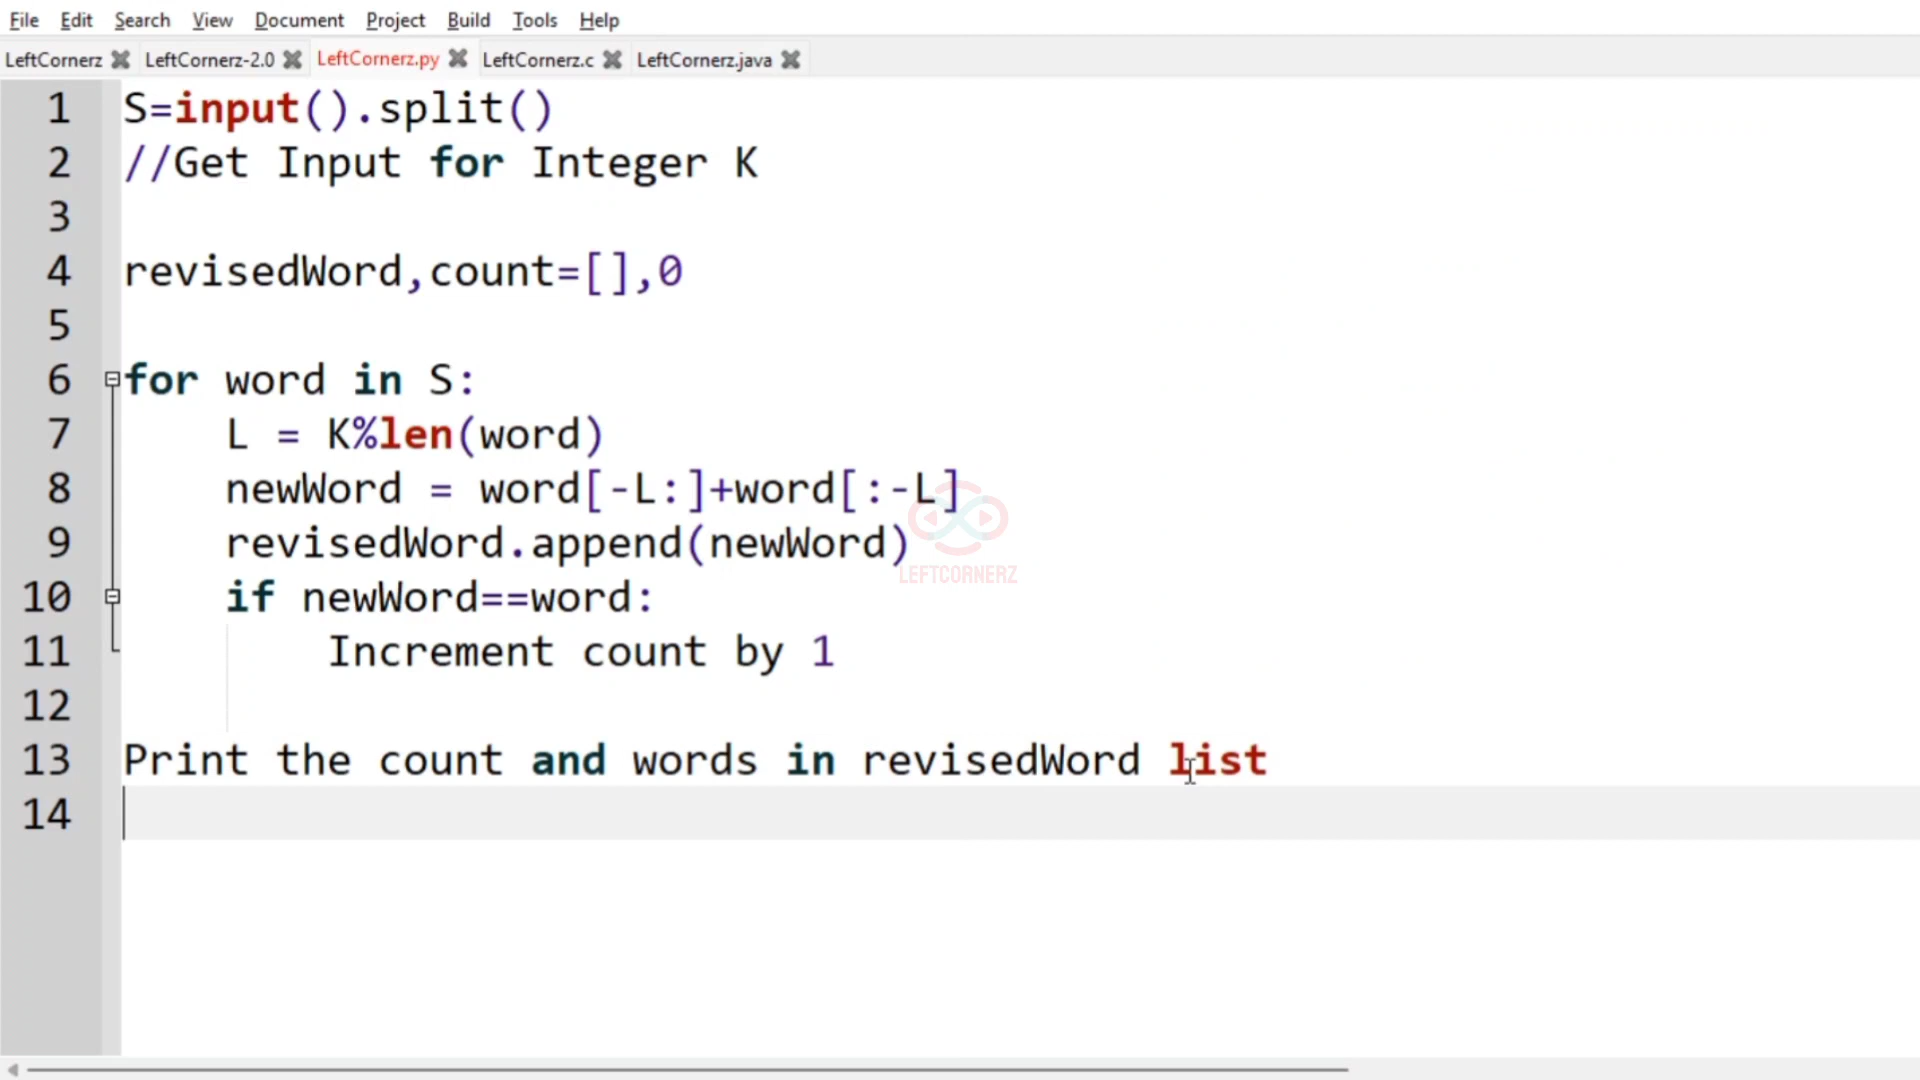 File Edit Search View Document Project Build Tools Help
LeftCornerz LeftCornerz-2.0 LeftCornerz.py LeftCornerz.c LeftCornerz.java
1 S=input().split()
2 //Get Input for Integer K
3
4 revisedWord,count=[],0
5
6 for word in S:
7 L = K%len(word)
8 newWord = word[-L:]+word[:-L]
9 revisedWord.append(newWord)
10 if newWord==word:
11 Increment count by 1
12
13 Print the count and words in revisedWord list
14
LEFTCORNERZ